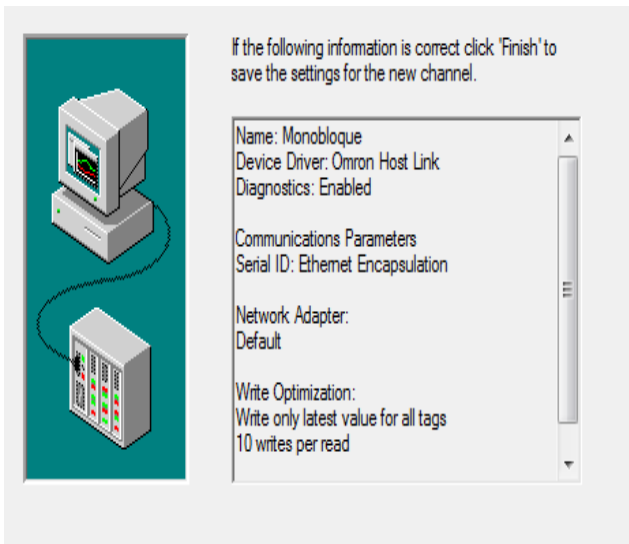 If the following information is correct click 'Finish' to
save the settings for the new channel.
Name: Monobloque
Device Driver: Omron Host Link
Diagnostics: Enabled
Communications Parameters
Serial ID: Ethernet Encapsulation
Network Adapter:
Default
Write Optimization:
Write only latest value for all tags
10 writes per read